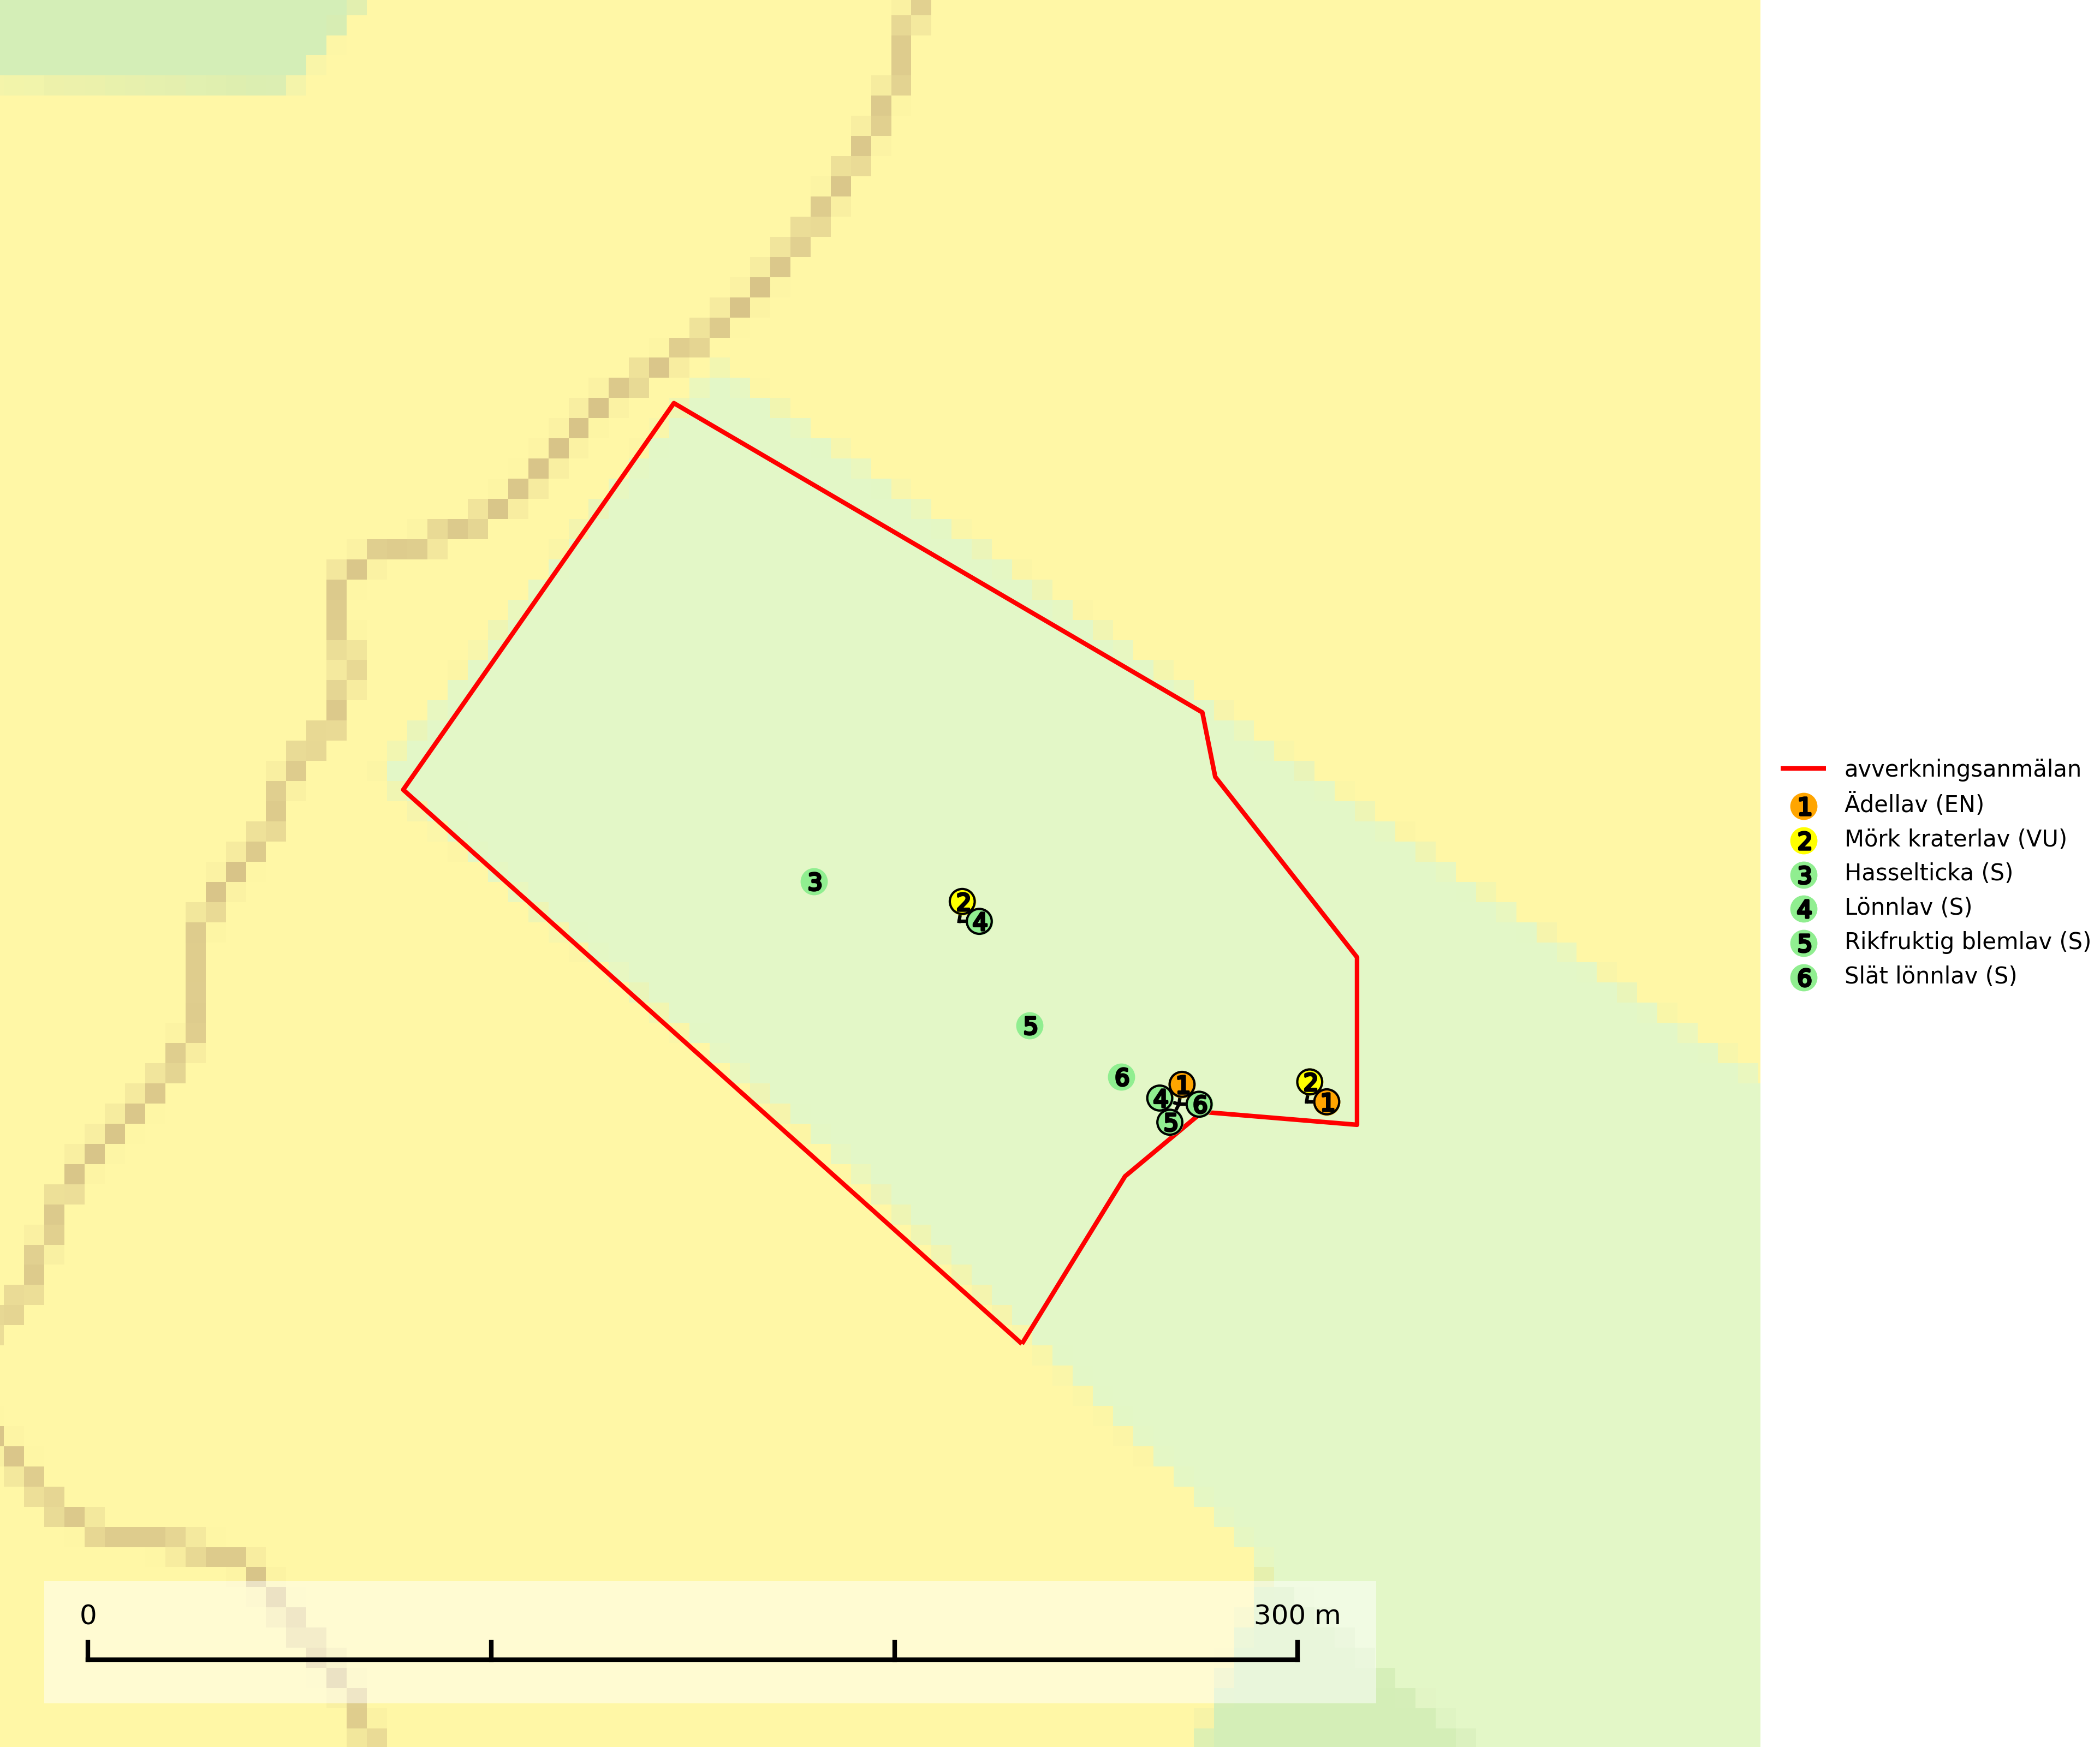 3
2
4
5
6
1
4
6
5
2
1
avverkningsanmälan
1 Ädellav (EN)
2 Mörk kraterlav (VU)
3 Hasselticka (S)
4 Lönnlav (S)
5 Rikfruktig blemlav (S)
6 Slät lönnlav (S)
0 300 m